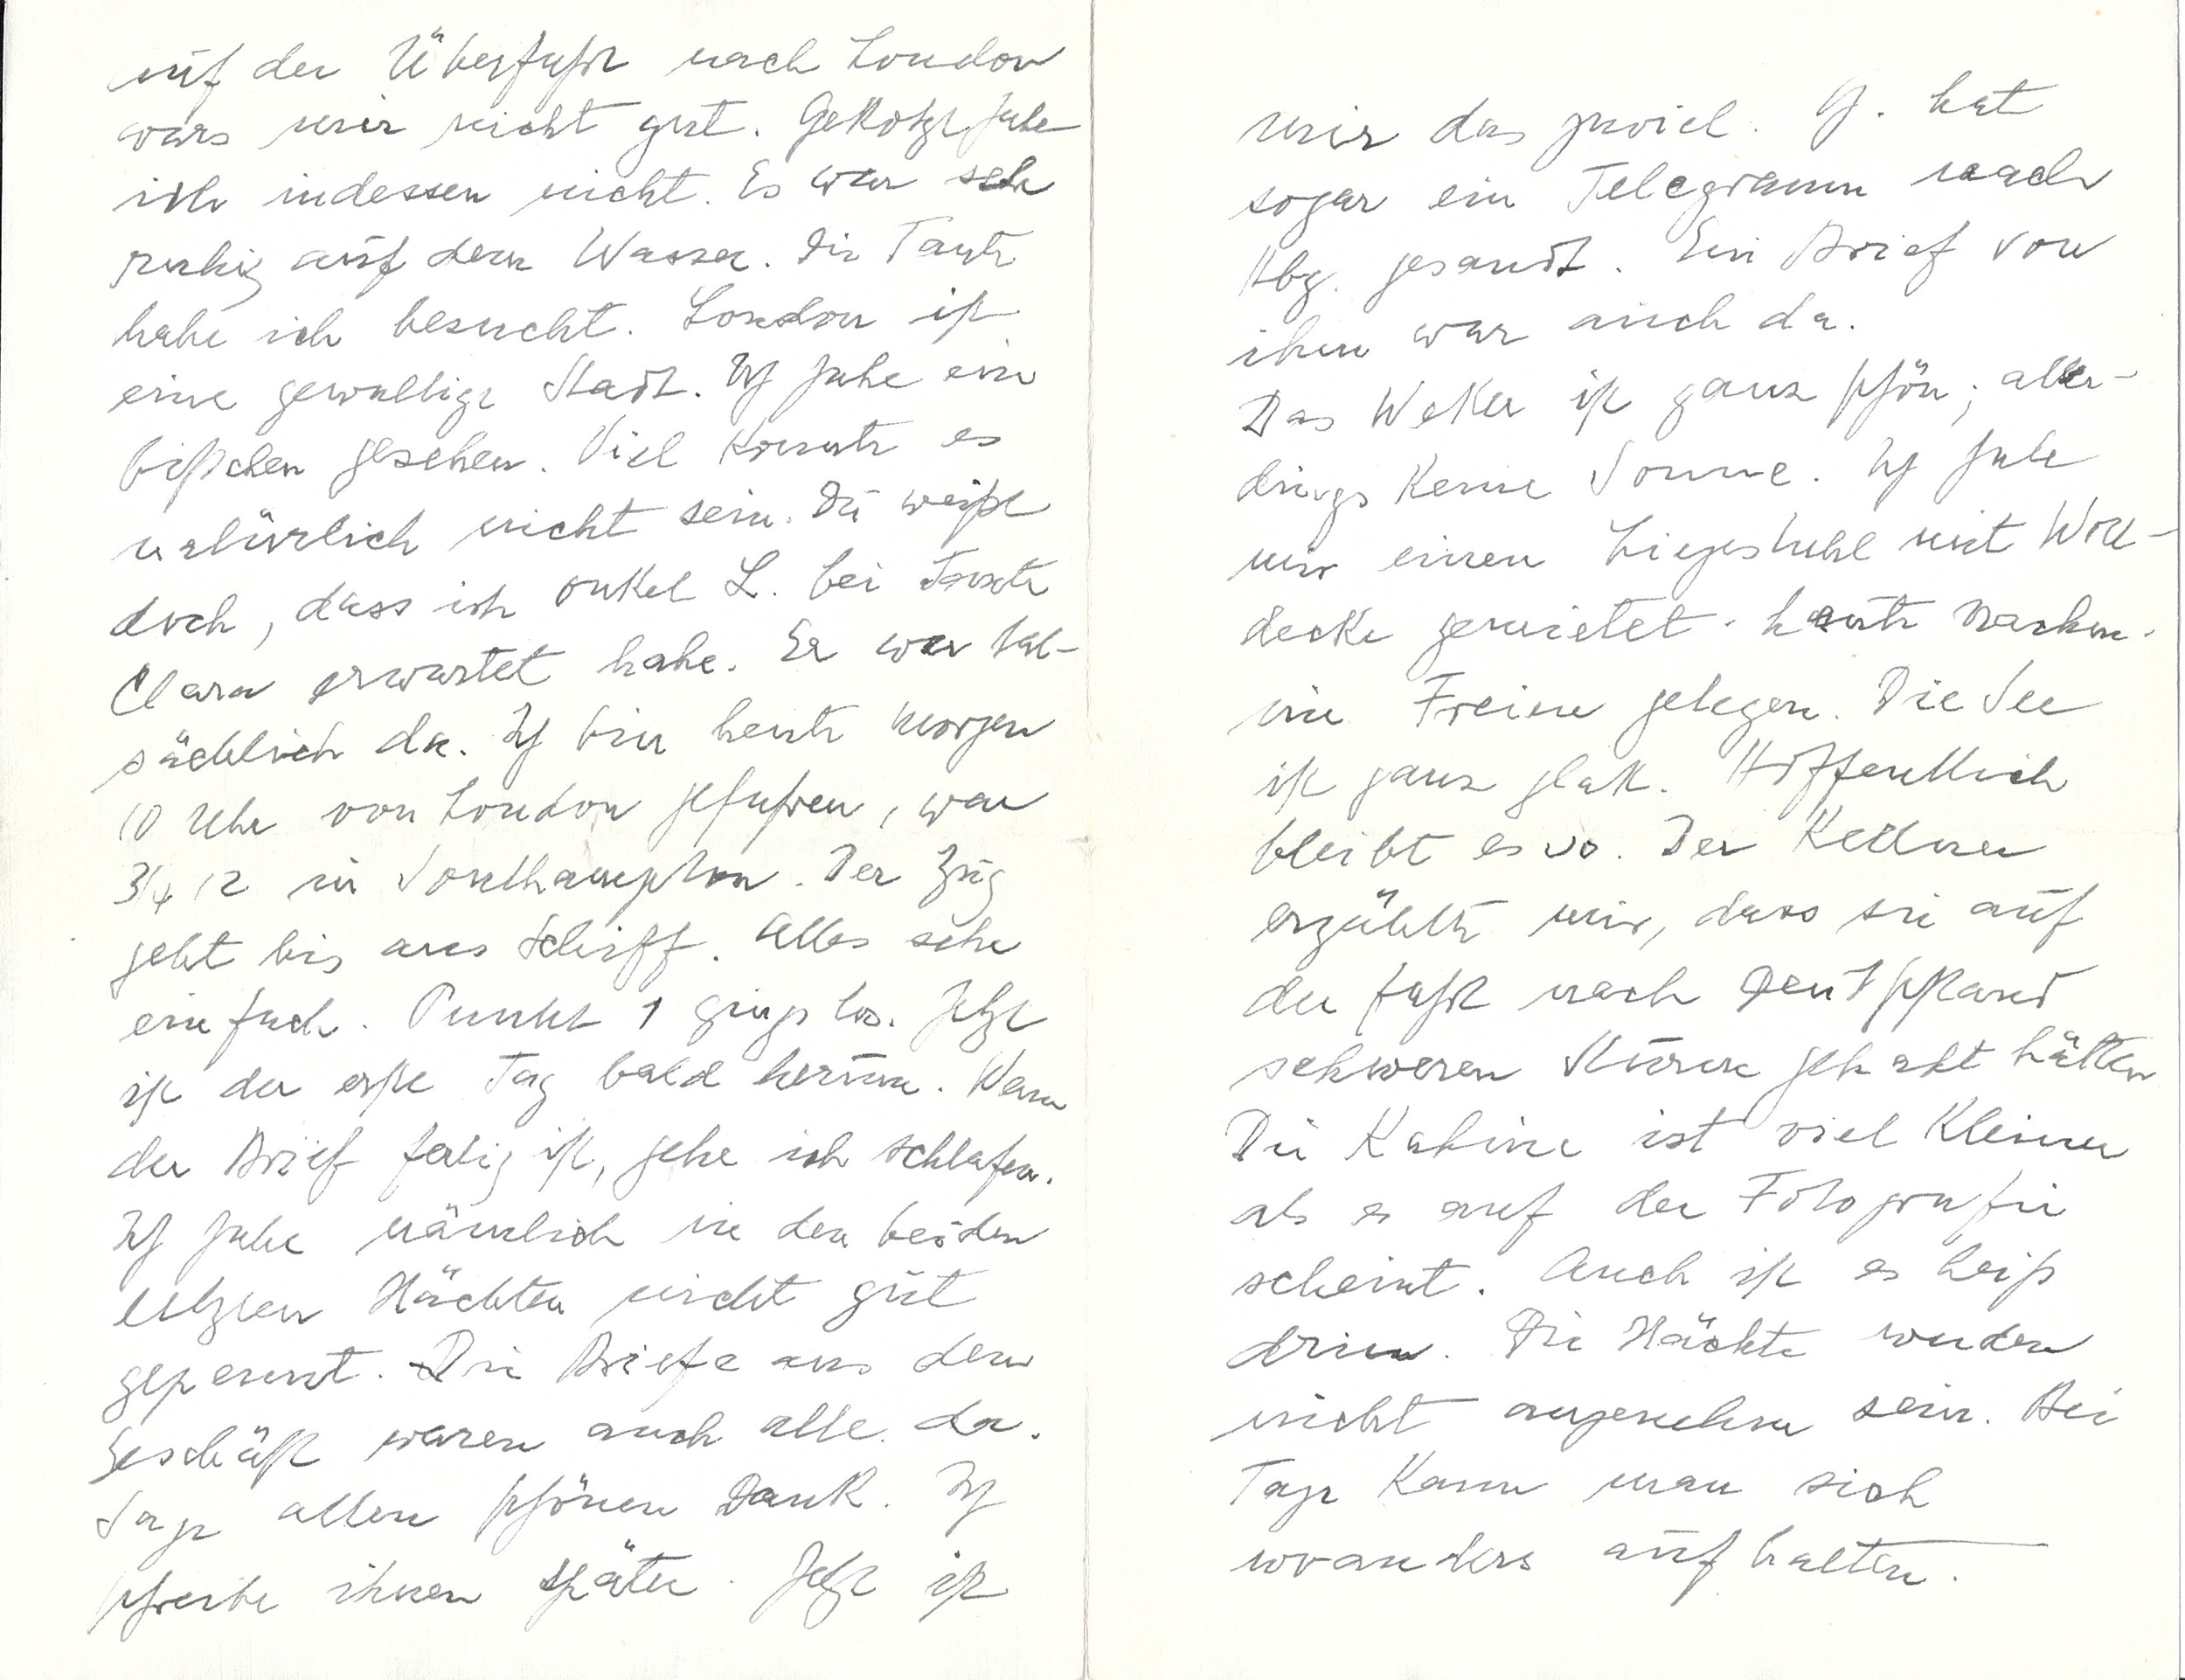 auf der Überfahrt nach London
wars mir nicht gut. Gekotzt habe
ich indessen nicht. Es war sehr
ruhig auf dem Wasser. Die Tante
habe ich besucht. London ist
eine gewaltige Stadt. Ich habe ein
bißchen gesehen. Viel konnte es
natürlich nicht sein. Du weißt
doch, dass ich Onkel L. bei Tante
Clara erwartet habe. Er war tat-
sächlich da. Ich bin heute morgen
10 Uhr von London gefahren, war
3/4 12 in Southampton. Der Zug
geht bis ans Schiff. Alles sehr
einfach. Punkt 1 gings los. Jetzt
ist der erste Tag bald herum. Wenn
der Brief fertig ist, gehe ich schlafen.
Ich habe nämlich in den beiden
letzten Nächten nicht gut
gepennt. Die Briefe aus dem
Geschäft waren auch alle da.
Sage allen schönen Dank. Ich
schreibe ihnen später. Jetzt ist
mir das zuviel. G. hat
sogar ein Telegramm nach
Hbg. gesandt. Ein Brief von
ihm war auch da.
Das Wetter ist ganz schön; aller-
dings keine Sonne. Ich habe
mir einen Liegestuhl mit Woll-
decke gemietet. heute Nachm.
im Freien gelegen. Die See
ist ganz glatt. Hoffentlich
bleibt es so. Der Kellner
erzählte mir, dass sie auf
der Fahrt nach Deutschland
schweren Sturm gehabt hätten
Die Kabine ist viel kleiner
als es auf der Fotografie
scheint. Auch ist es heiß
drinn. Die Nächte werden
nicht angenehm sein. Bei
Tage kann man sich
woanders aufhalten.